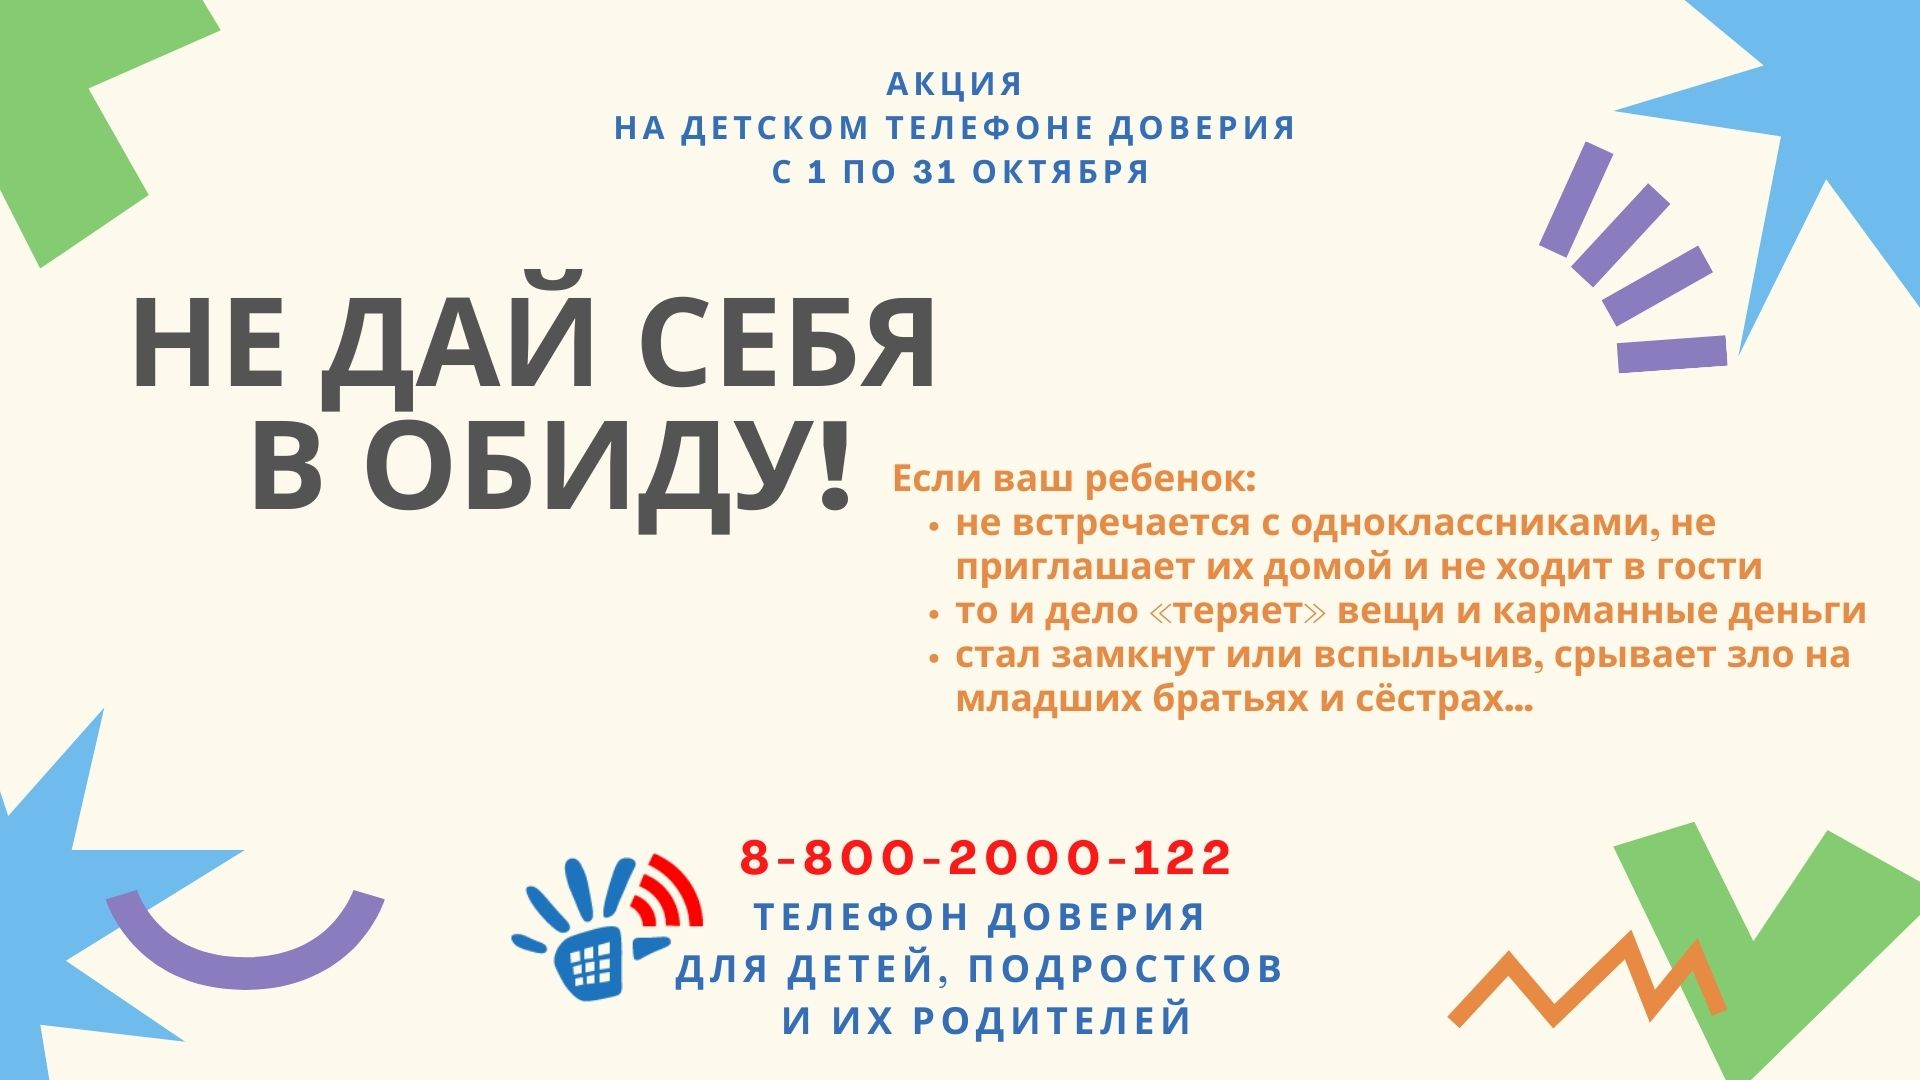 АКЦИЯ
НА ДЕТСКОМ ТЕЛЕФОНЕ ДОВЕРИЯ
С 1 ПО 31 ОКТЯБРЯ
НЕ ДАЙ СЕБЯ
В ОБИДУ!
Если ваш ребенок:
• не встречается с одноклассниками, не
приглашает их домой и не ходит в гости
• то и дело «теряет» вещи и карманные деньги
• стал замкнут или вспыльчив, срывает зло на
младших братьях и сёстрах...
8-800-2000-122
ТЕЛЕФОН ДОВЕРИЯ
ДЛЯ ДЕТЕЙ, ПОДРОСТКОВ
И ИХ РОДИТЕЛЕЙ